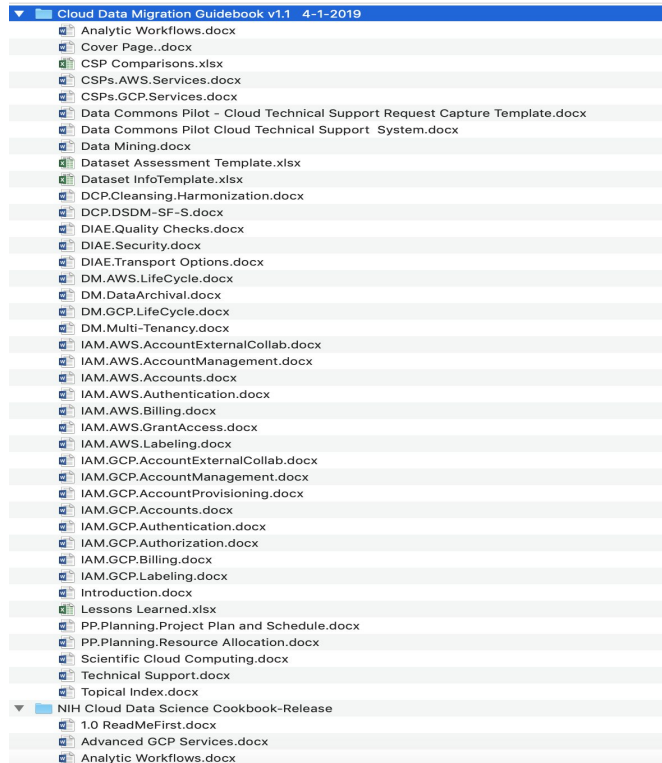 Cloud Data Migration Guidebook v1.1 4-1-2019
Analytic Workflows.docx
Cover Page..docx
CSP Comparisons.xlsx
CSPs.AWS.Services.docx
CSPs.GCP.Services.docx
Data Commons Pilot - Cloud Technical Support Request Capture Template.docx
Data Commons Pilot Cloud Technical Support System.docx
Data Mining.docx
Dataset Assessment Template.xlsx
Dataset InfoTemplate.xlsx
DCP.Cleansing.Harmonization.docx
DCP.DSDM-SF-S.docx
DIAE.Quality Checks.docx
DIAE.Security.docx
DIAE.Transport Options.docx
DM.AWS.LifeCycle.docx
DM.DataArchival.docx
DM.GCP.LifeCycle.docx
DM.Multi-Tenancy.docx
IAM.AWS.AccountExternalCollab.docx
IAM.AWS.AccountManagement.docx
IAM.AWS.Accounts.docx
IAM.AWS.Authentication.docx
IAM.AWS.Billing.docx
IAM.AWS.GrantAccess.docx
IAM.AWS.Labeling.docx
IAM.GCP.AccountExternalCollab.docx
IAM.GCP.AccountManagement.docx
IAM.GCP.AccountProvisioning.docx
IAM.GCP.Accounts.docx
IAM.GCP.Authentication.docx
IAM.GCP.Authorization.docx
IAM.GCP.Billing.docx
IAM.GCP.Labeling.docx
Introduction.docx
Lessons Learned.xlsx
PP.Planning.Project Plan and Schedule.docx
PP.Planning.Resource Allocation.docx
Scientific Cloud Computing.docx
Technical Support.docx
Topical Index.docx
NIH Cloud Data Science Cookbook-Release
1.0 ReadMeFirst.docx
Advanced GCP Services.docx
Analytic Workflows.docx